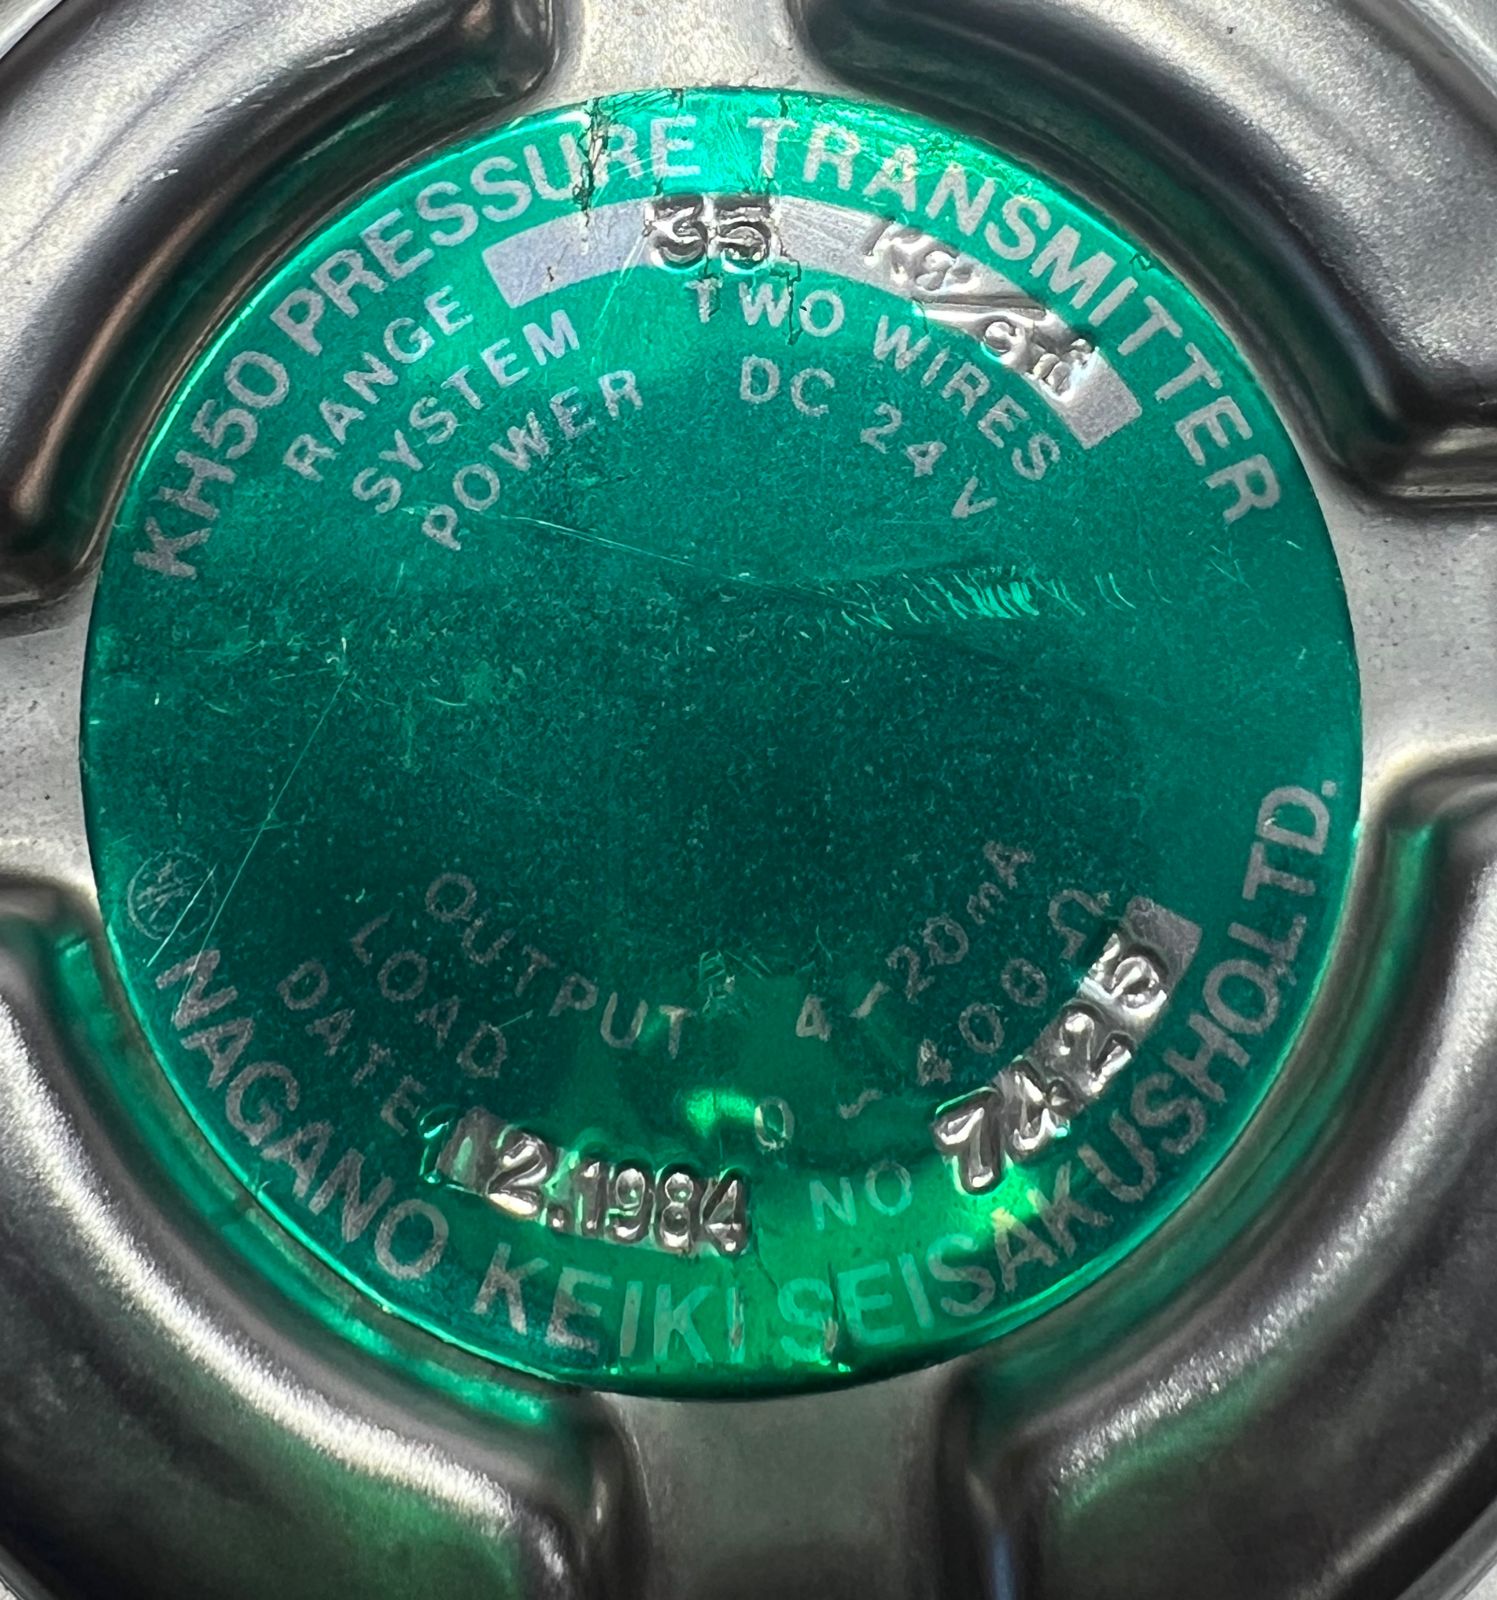 KH50 PRESSURE TRANSMITTER
RANGE 35 Kg/cm²
SYSTEM TWO WIRES
POWER DC 24 V
OUTPUT 4~20mA
LOAD 0~400Ω
DATE 12.1984 NO 7425
NAGANO KEIKI SEISAKUSHO LTD.